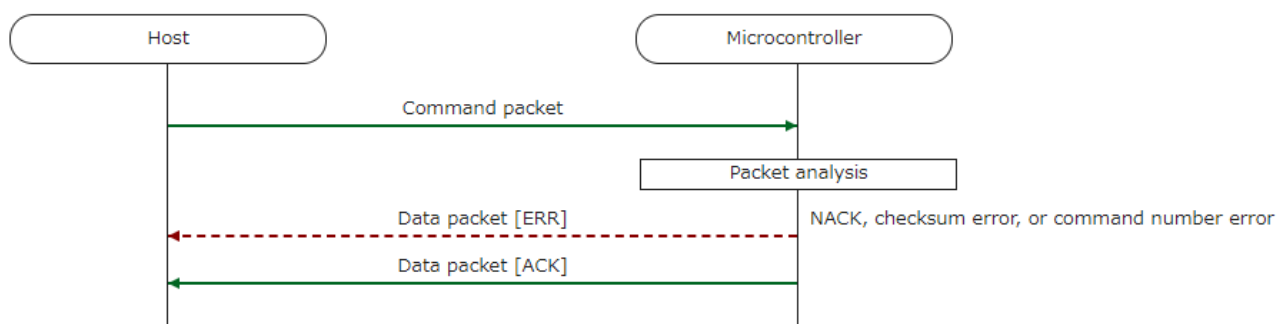 Host
Microcontroller
Command packet
Packet analysis
Data packet [ERR]
NACK, checksum error, or command number error
Data packet [ACK]